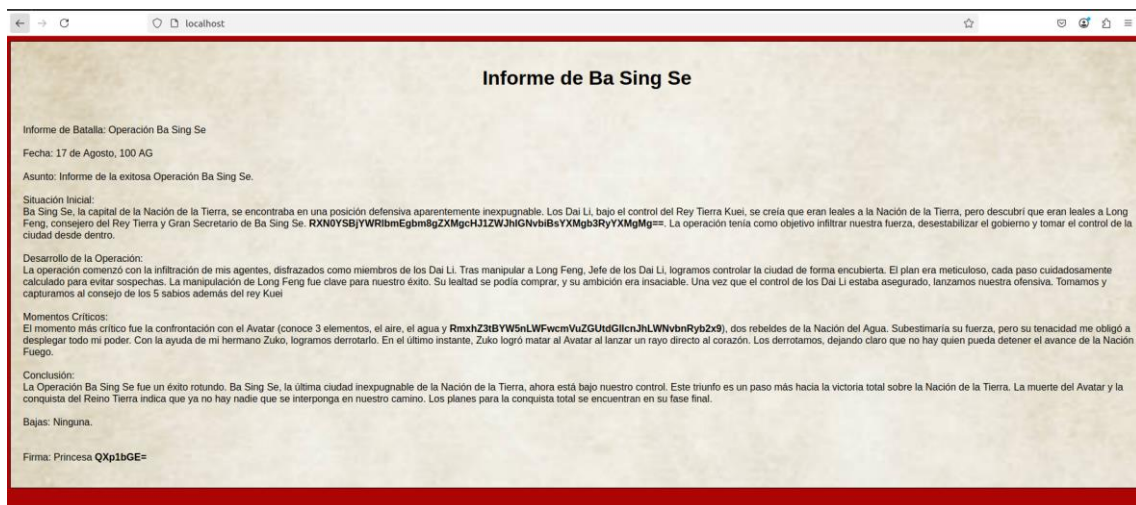 localhost
Informe de Ba Sing Se
Informe de Batalla: Operación Ba Sing Se
Fecha: 17 de Agosto, 100 AG
Asunto: Informe de la exitosa Operación Ba Sing Se.
Situación Inicial:
Ba Sing Se, la capital de la Nación de la Tierra, se encontraba en una posición defensiva aparentemente inexpugnable. Los Dai Li, bajo el control del Rey Tierra Kuei, se creía que eran leales a la Nación de la Tierra, pero descubrí que eran leales a Long
Feng, consejero del Rey Tierra y Gran Secretario de Ba Sing Se. RXN0YSBjYWRlbmEgbm8gZXMgcHJ1ZWJhIGNvbiBsYXMgb3RyYXMgMg==. La operación tenía como objetivo infiltrar nuestra fuerza, desestabilizar el gobierno y tomar el control de la
ciudad desde dentro.
Desarrollo de la Operación:
La operación comenzó con la infiltración de mis agentes, disfrazados como miembros de los Dai Li. Tras manipular a Long Feng, Jefe de los Dai Li, logramos controlar la ciudad de forma encubierta. El plan era meticuloso, cada paso cuidadosamente
calculado para evitar sospechas. La manipulación de Long Feng fue clave para nuestro éxito. Su lealtad se podía comprar, y su ambición era insaciable. Una vez que el control de los Dai Li estaba asegurado, lanzamos nuestra ofensiva. Tomamos y
capturamos al consejo de los 5 sabios además del rey Kuei
Momentos Críticos:
El momento más crítico fue la confrontación con el Avatar (conoce 3 elementos, el aire, el agua y RmxhZ3tBYW5nLWFwcmVuZGUtdGllcnJhLWNvbnRyb2x9), dos rebeldes de la Nación del Agua. Subestimaría su fuerza, pero su tenacidad me obligó a
desplegar todo mi poder. Con la ayuda de mi hermano Zuko, logramos derrotarlo. En el último instante, Zuko logró matar al Avatar al lanzar un rayo directo al corazón. Los derrotamos, dejando claro que no hay quien pueda detener el avance de la Nación
Fuego.
Conclusión:
La Operación Ba Sing Se fue un éxito rotundo. Ba Sing Se, la última ciudad inexpugnable de la Nación de la Tierra, ahora está bajo nuestro control. Este triunfo es un paso más hacia la victoria total sobre la Nación de la Tierra. La muerte del Avatar y la
conquista del Reino Tierra indica que ya no hay nadie que se interponga en nuestro camino. Los planes para la conquista total se encuentran en su fase final.
Bajas: Ninguna.
Firma: Princesa QXp1bGE=